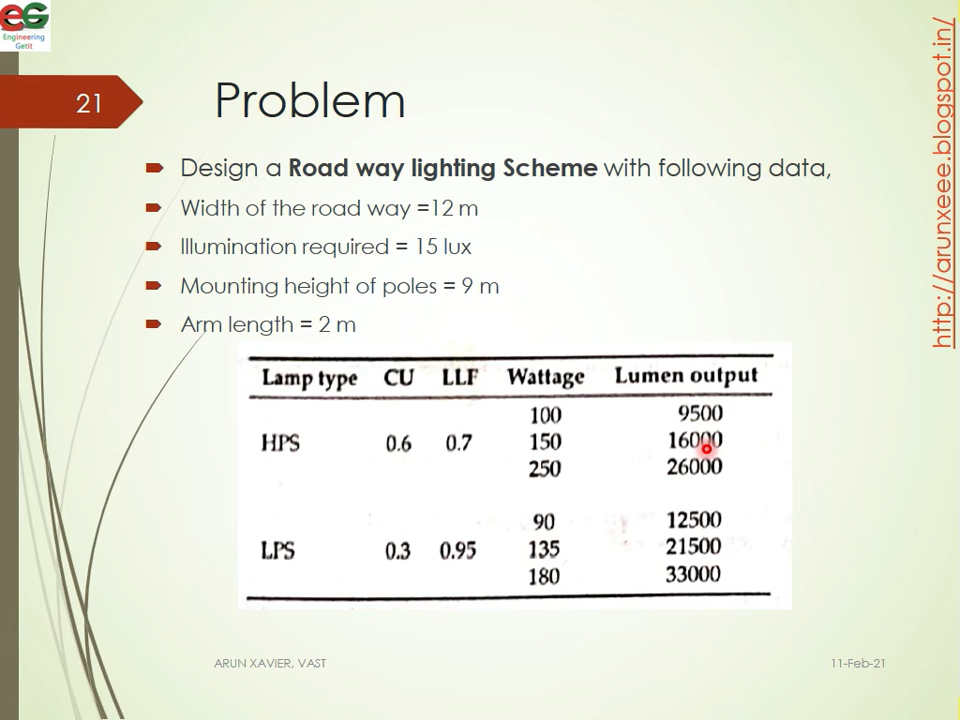 EG
Engineering
Getit
http://arunxeee.blogspot.in/
21
Problem
Design a Road way lighting Scheme with following data,
Width of the road way =12 m
Illumination required = 15 lux
Mounting height of poles = 9 m
Arm length = 2 m
Lamp type CU LLF Wattage Lumen output
100 9500
HPS 0.6 0.7 150 16000
250 26000
90 12500
LPS 0.3 0.95 135 21500
180 33000
ARUN XAVIER, VAST
11-Feb-21